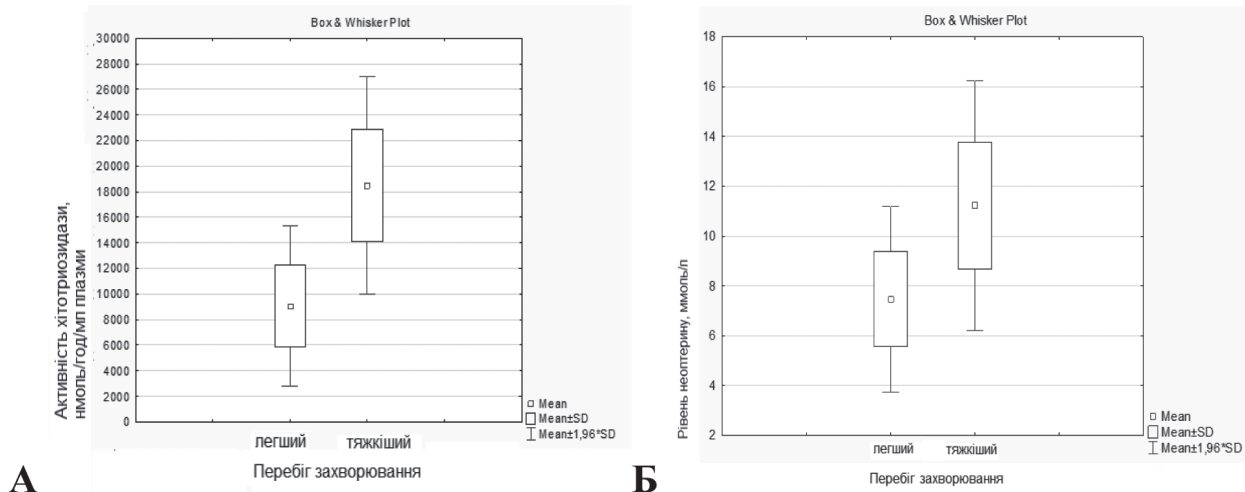 Box & Whisker Plot
30000
28000
26000
24000
22000
20000
18000
16000
14000
12000
10000
8000
6000
4000
2000
0
Активність хітотриозидази,
нмоль/год/мл плазми
легший
тяжкіший
Перебіг захворювання
Mean
Mean±SD
Mean±1,96*SD
А
Box & Whisker Plot
18
16
14
12
10
8
6
4
2
Рівень неоптерину, ммоль/л
легший
тяжкіший
Перебіг захворювання
Mean
Mean±SD
Mean±1,96*SD
Б